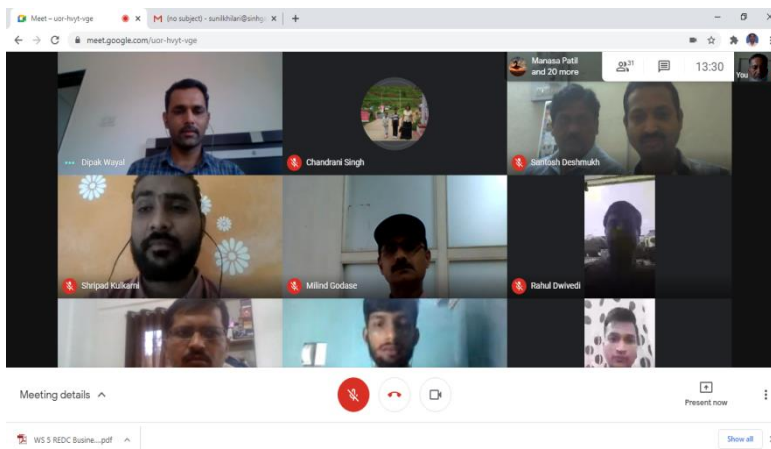 Meet – uor-hvyt-vge
(no subject) - sunilkhilari@sinhg
meet.google.com/uor-hvyt-vge
Manasa Patil
and 20 more
31
13:30
You
Dipak Wayal
Chandrani Singh
Santosh Deshmukh
Shripad Kulkarni
Milind Godase
Rahul Dwivedi
Meeting details
Present now
WS 5 REDC Busine....pdf
Show all